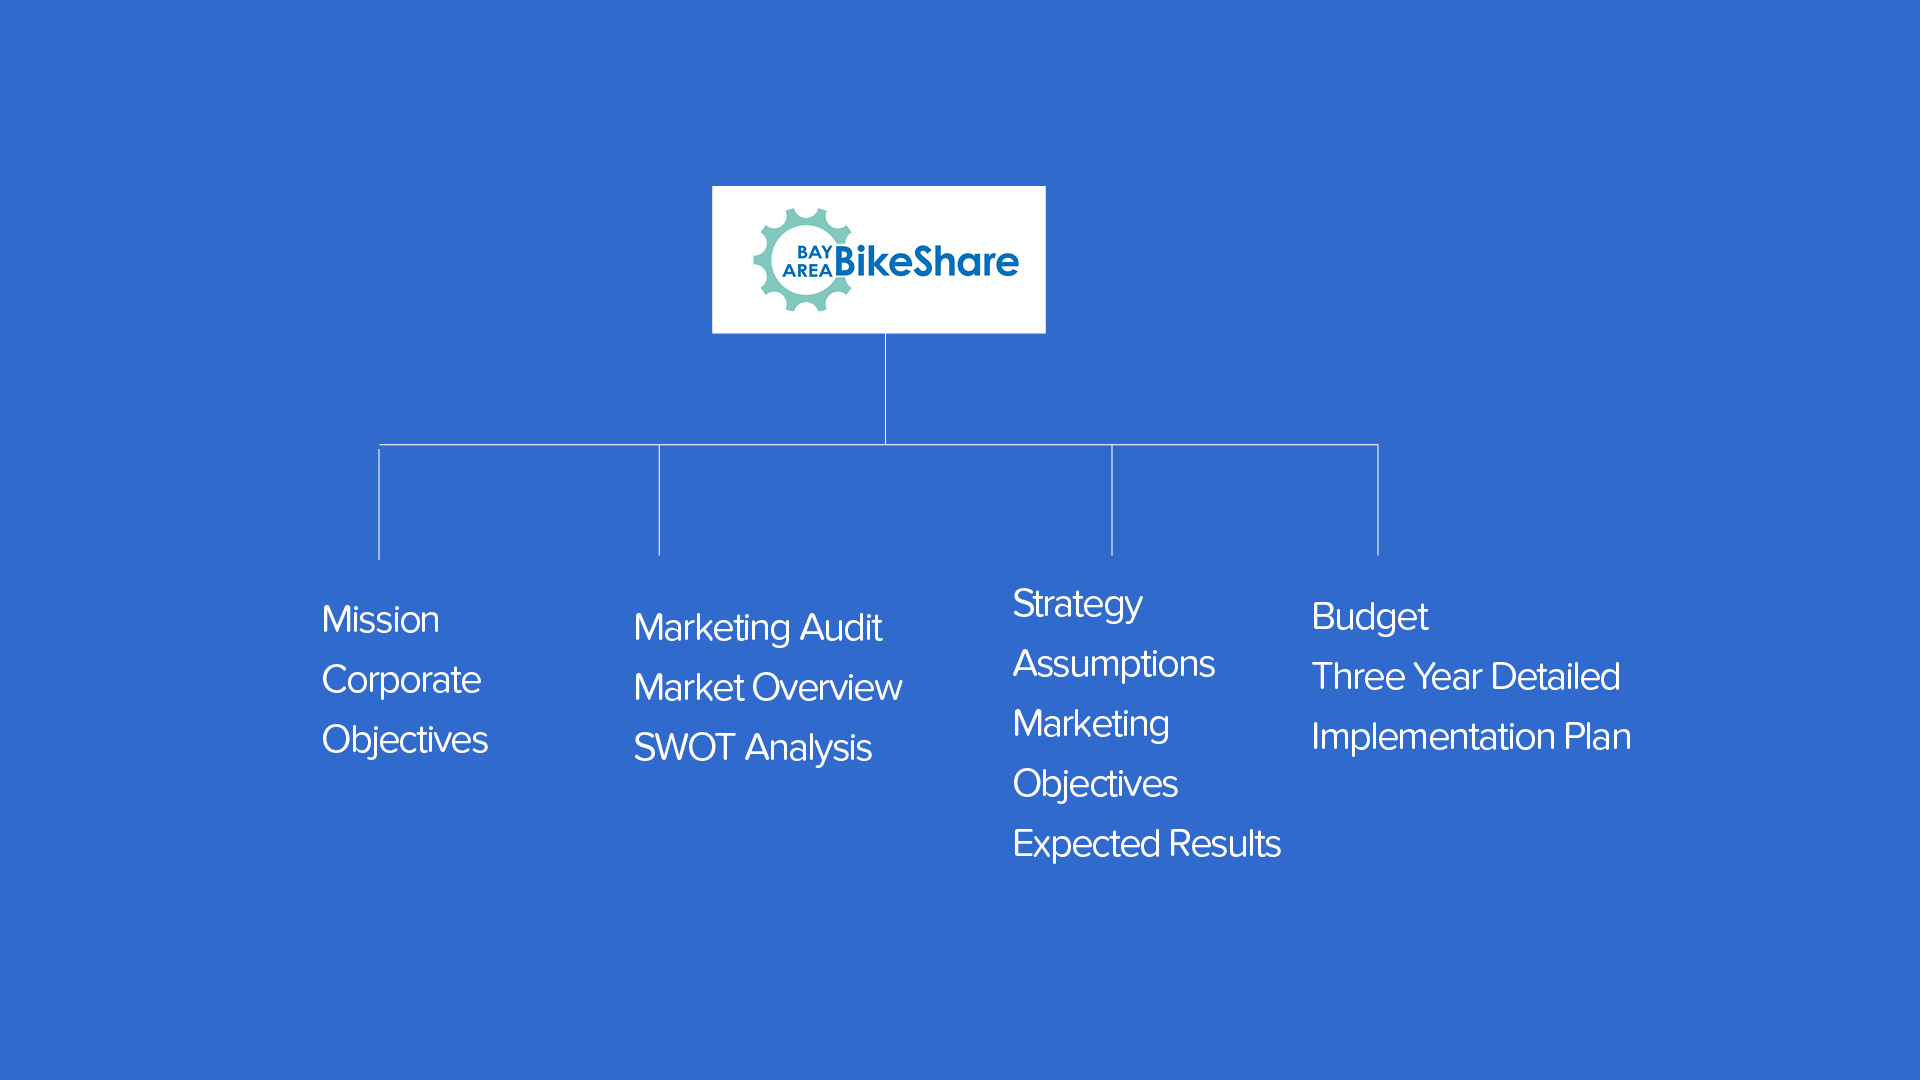 BAY
AREA BikeShare
Mission
Corporate
Objectives
Marketing Audit
Market Overview
SWOT Analysis
Strategy
Assumptions
Marketing
Objectives
Expected Results
Budget
Three Year Detailed
Implementation Plan